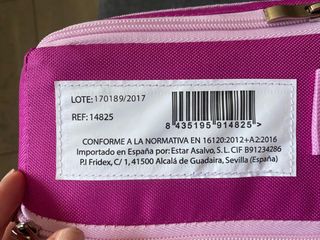 LOTE: 170189/2017
REF: 14825
8 435195 914825 >
CONFORME A LA NORMATIVA EN 16120:2012+A2:2016
Importado en España por: Estar Asalvo, S.L. CIF B91234286
P.I Fridex, C/ 1, 41500 Alcalá de Guadaira, Sevilla (España)